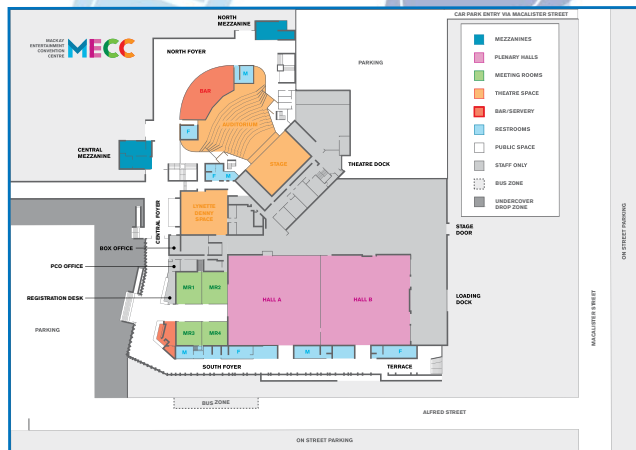 NORTH
MEZZANINE
CAR PARK ENTRY VIA MACALISTER STREET
MACKAY
ENTERTAINMENT
CONVENTION
CENTRE
MECC
NORTH FOYER
PARKING
MEZZANINES
PLENARY HALLS
MEETING ROOMS
THEATRE SPACE
BAR/SERVERY
RESTROOMS
PUBLIC SPACE
STAFF ONLY
BUS ZONE
UNDERCOVER
DROP ZONE
M
BAR
AUDITORIUM
F
CENTRAL
MEZZANINE
STAGE
THEATRE DOCK
F
M
LYNETTE
DENNY
SPACE
CENTRAL FOYER
BOX OFFICE
PCO OFFICE
REGISTRATION DESK
STAGE
DOOR
LOADING
DOCK
ON STREET PARKING
MACALISTER STREET
MR1
MR2
HALL A
HALL B
PARKING
MR3
MR4
M
F
M
F
SOUTH FOYER
TERRACE
BUS ZONE
ALFRED STREET
ON STREET PARKING